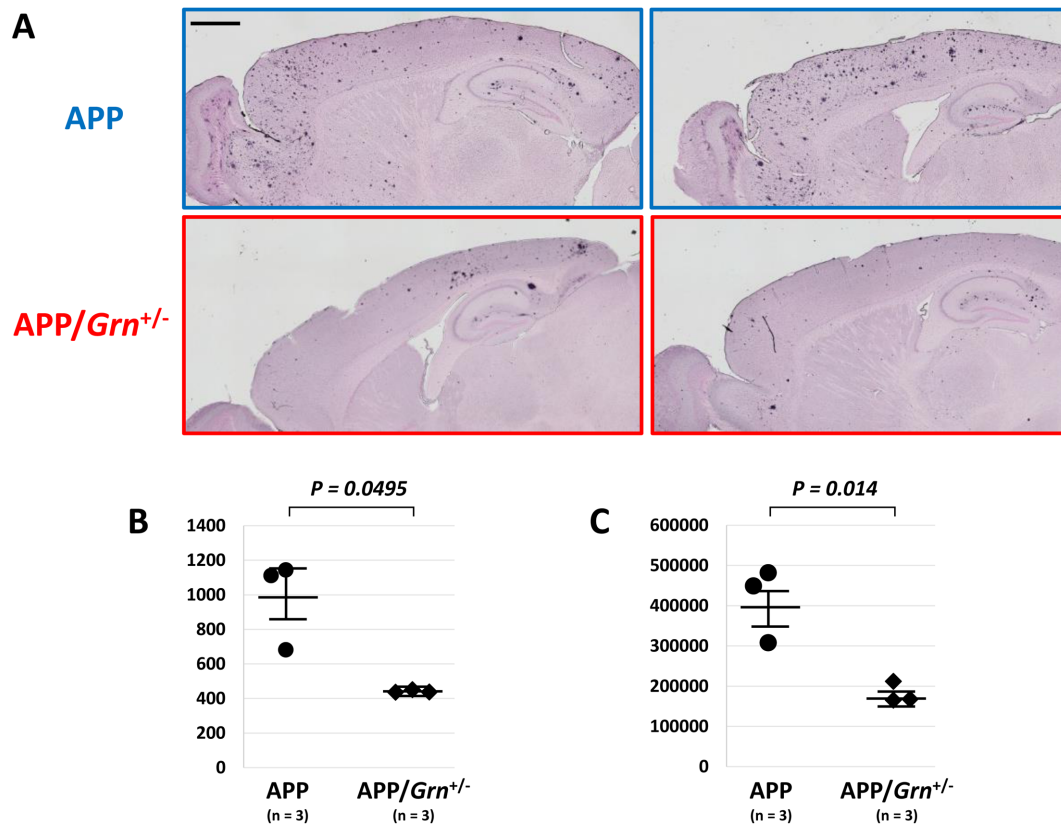 A
APP
APP/Grn+/-
B
P = 0.0495
1400
1200
1000
800
600
400
200
0
APP
(n = 3)
APP/Grn+/-
(n = 3)
C
P = 0.014
600000
500000
400000
300000
200000
100000
0
APP
(n = 3)
APP/Grn+/-
(n = 3)